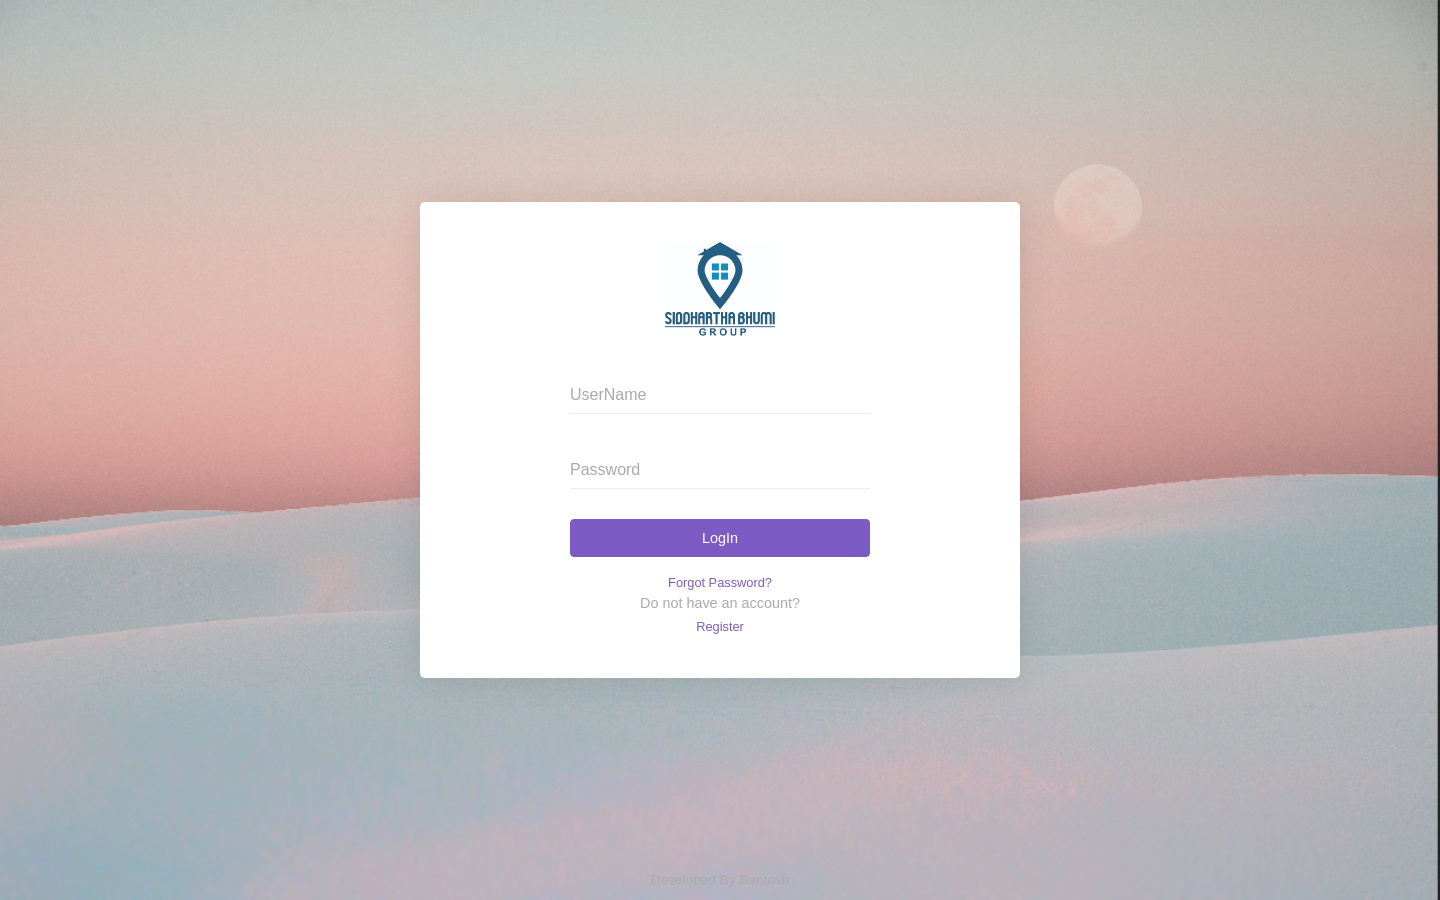 SIDDHARTHA BHUMI
GROUP
UserName
Password
LogIn
Forgot Password?
Do not have an account?
Register
Developed By Santosh